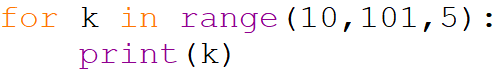 for k in range(10,101,5):
    print(k)